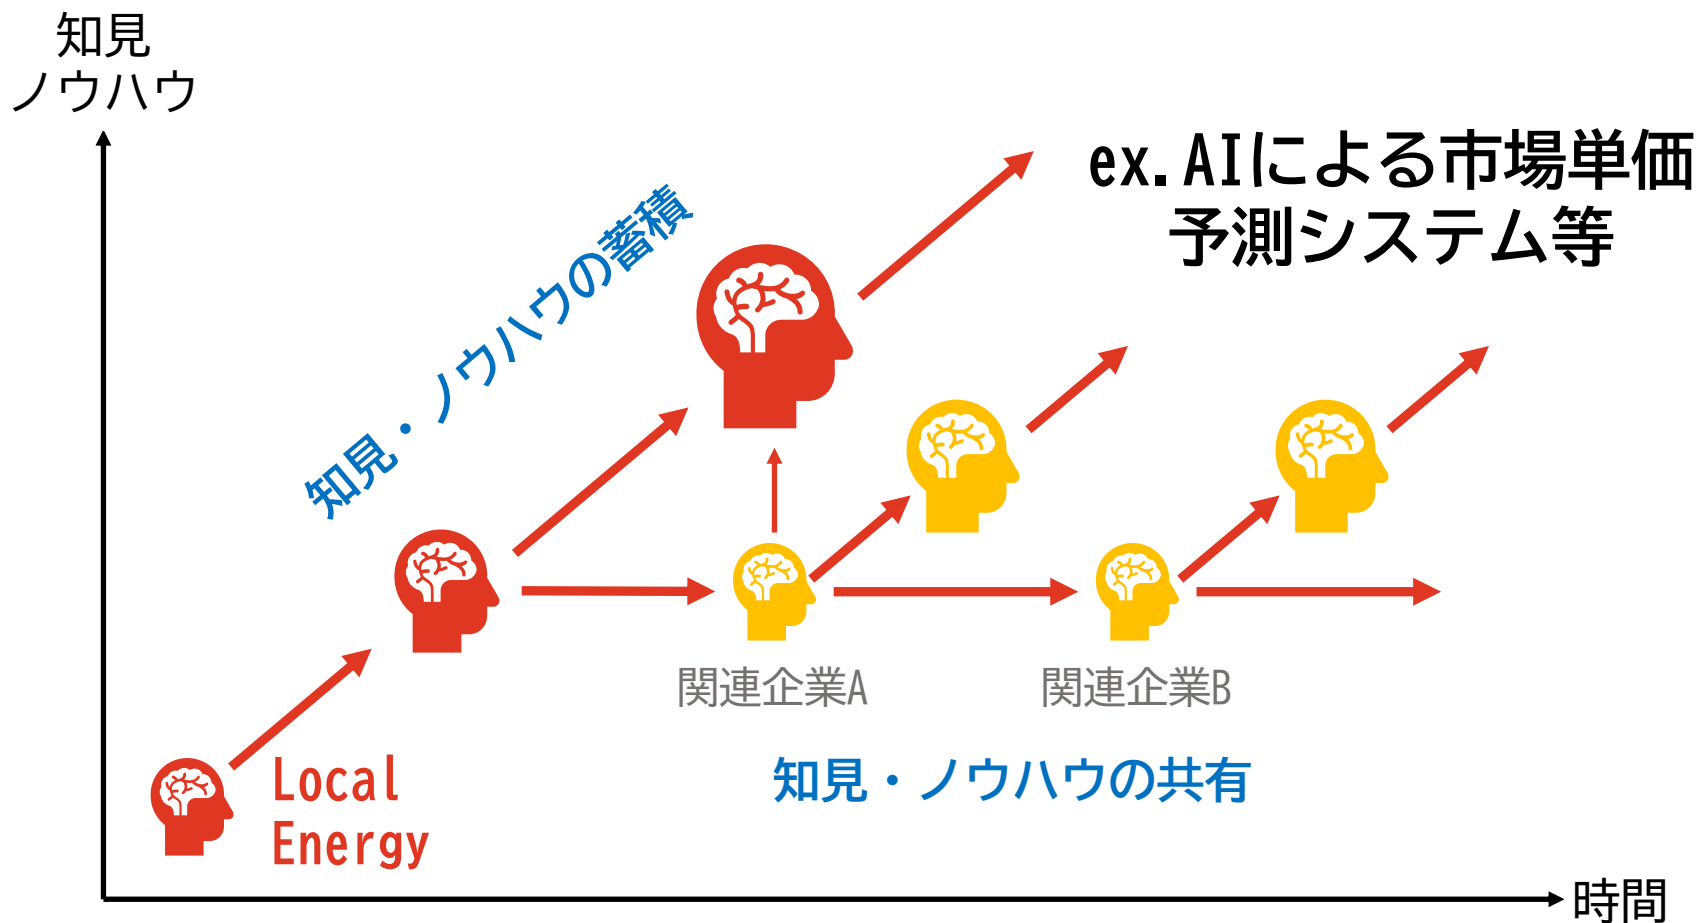 知見
ノウハウ
ex.AIによる市場単価
予測システム等
知見・ノウハウの蓄積
関連企業A
関連企業B
知見・ノウハウの共有
Local
Energy
時間